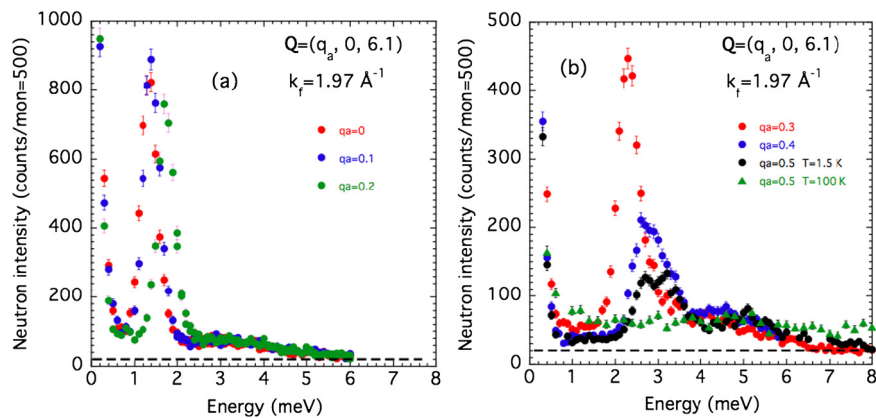 Neutron intensity (counts/mon=500)
1000
800
600
400
200
0
0 1 2 3 4 5 6 7 8
Energy (meV)
(a)
Q=(qa, 0, 6.1)
kf=1.97 Å-1
qa=0
qa=0.1
qa=0.2
Neutron intensity (counts/mon=500)
500
400
300
200
100
0
0 1 2 3 4 5 6 7 8
Energy (meV)
(b)
Q=(qa, 0, 6.1)
kf=1.97 Å-1
qa=0.3
qa=0.4
qa=0.5 T=1.5 K
qa=0.5 T=100 K